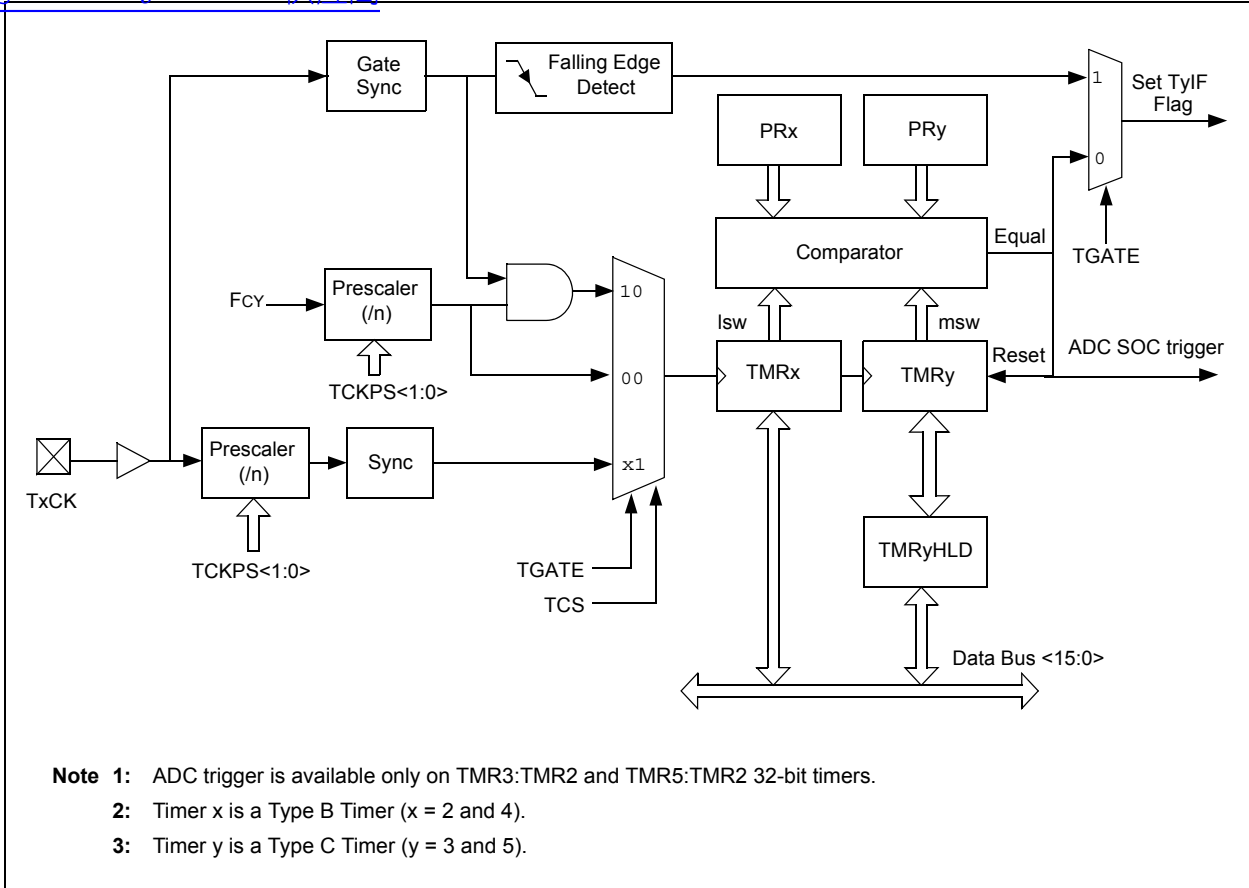 Gate
Sync
Falling Edge
Detect
1
Set TyIF
Flag
PRx
PRy
0
Comparator
Equal
TGATE
FCY
Prescaler
(/n)
10
lsw
msw
TCKPS<1:0>
00
TMRx
TMRy
Reset
ADC SOC trigger
TxCK
Prescaler
(/n)
Sync
x1
TCKPS<1:0>
TGATE
TCS
TMRyHLD
Data Bus <15:0>
Note 1: ADC trigger is available only on TMR3:TMR2 and TMR5:TMR2 32-bit timers.
2: Timer x is a Type B Timer (x = 2 and 4).
3: Timer y is a Type C Timer (y = 3 and 5).